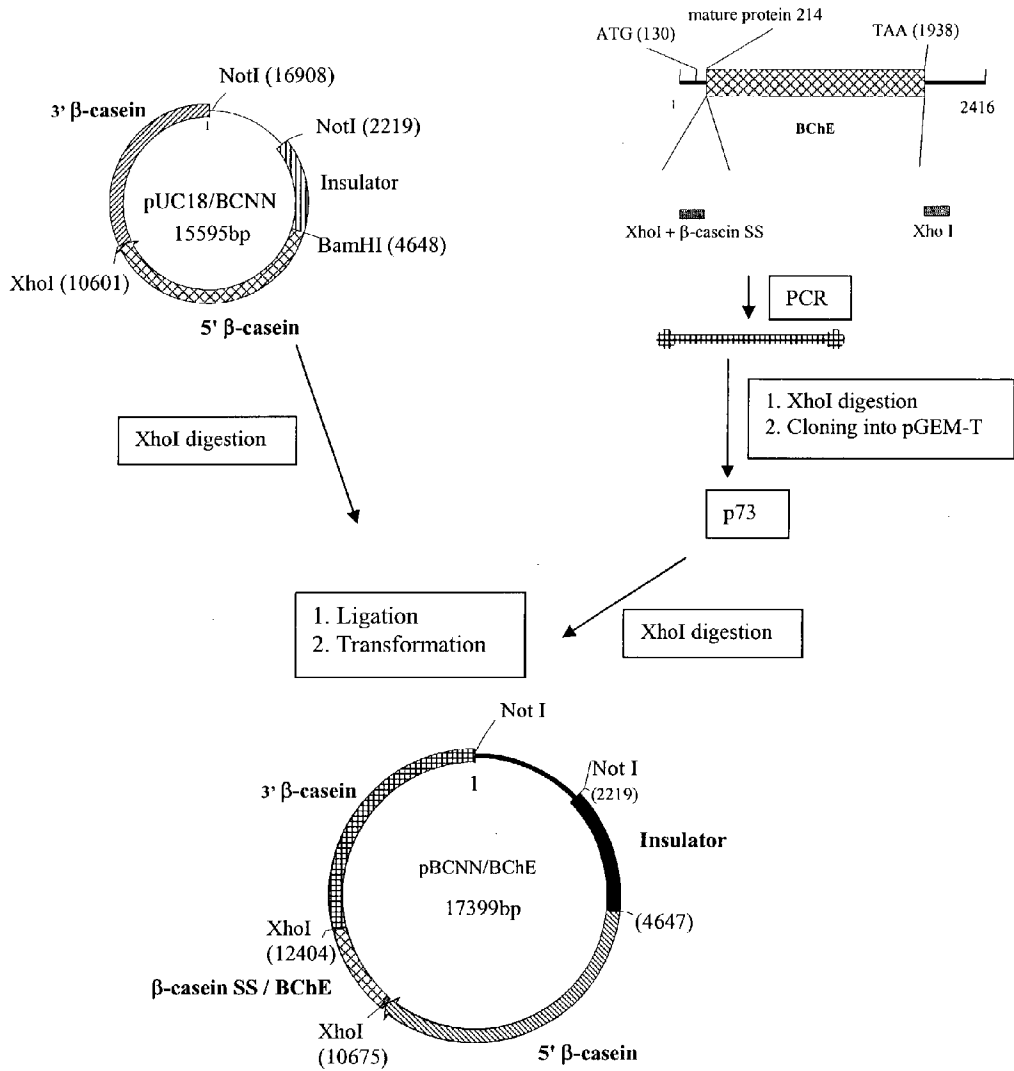 NotI (16908)
3' β-casein
1
NotI (2219)
Insulator
pUC18/BCNN
15595bp
BamHI (4648)
XhoI (10601)
5' β-casein
mature protein 214
ATG (130)
TAA (1938)
1
2416
BChE
XhoI + β-cascin SS
Xho I
PCR
1. XhoI digestion
2. Cloning into pGEM-T
p73
XhoI digestion
1. Ligation
2. Transformation
XhoI digestion
Not I
1
Not I
(2219)
3' β-casein
Insulator
pBCNN/BChE
17399bp
(4647)
XhoI
(12404)
β-casein SS / BChE
XhoI
(10675)
5' β-casein